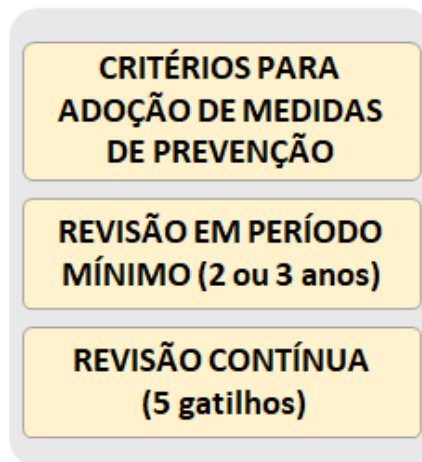 CRITÉRIOS PARA
ADOÇÃO DE MEDIDAS
DE PREVENÇÃO
REVISÃO EM PERÍODO
MÍNIMO (2 ou 3 anos)
REVISÃO CONTÍNUA
(5 gatilhos)